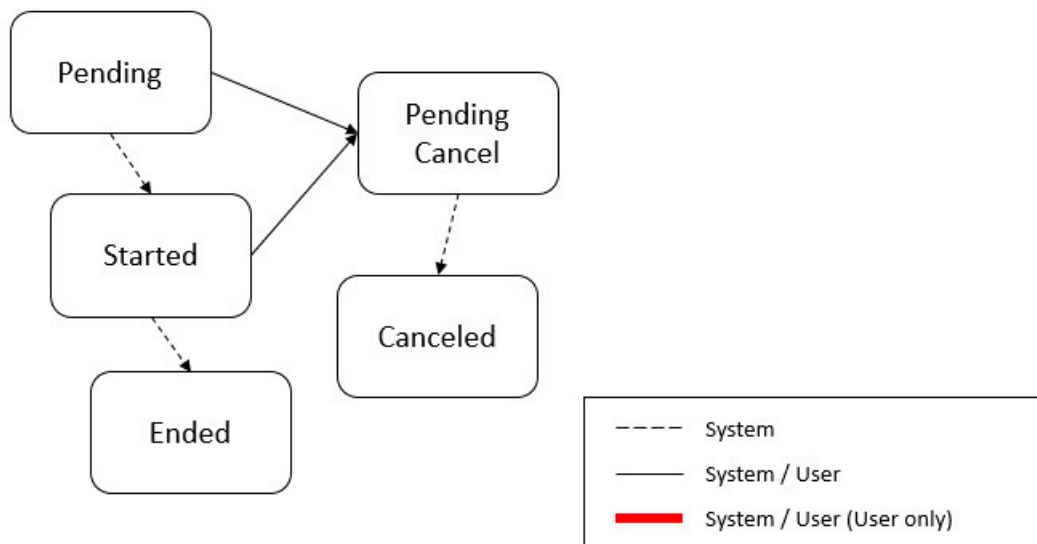 Pending
Pending
Cancel
Started
Canceled
Ended
System
System / User
System / User (User only)